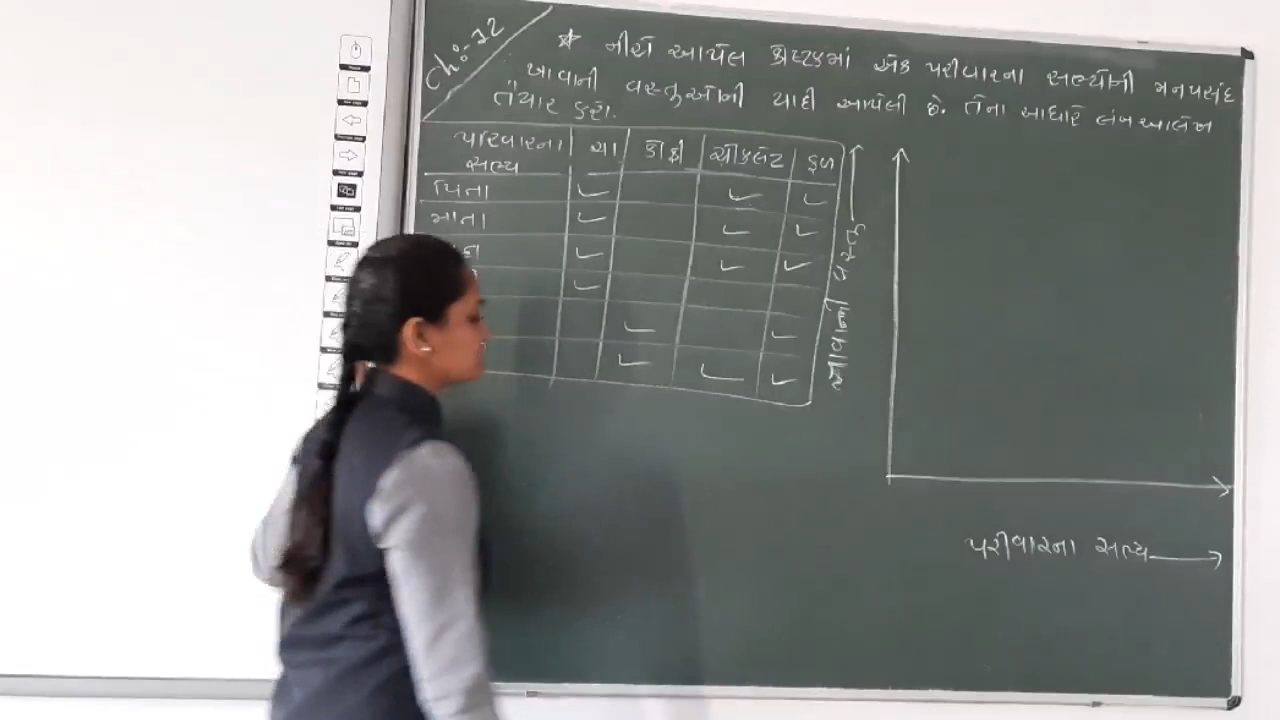 Ch:-12
★ નીચે આપેલ કોષ્ટકમાં એક પરિવારના સભ્યોની મનપસંદ
ખાવાની વસ્તુઓની યાદી આપેલી છે. તેના આધારે લંબઆલેખ
તૈયાર કરો.
પરિવારના ચા કોફી ચોકલેટ ફળ
સભ્ય
પિતા
માતા
ખાવાની વસ્તુ
પરીવારના સભ્ય